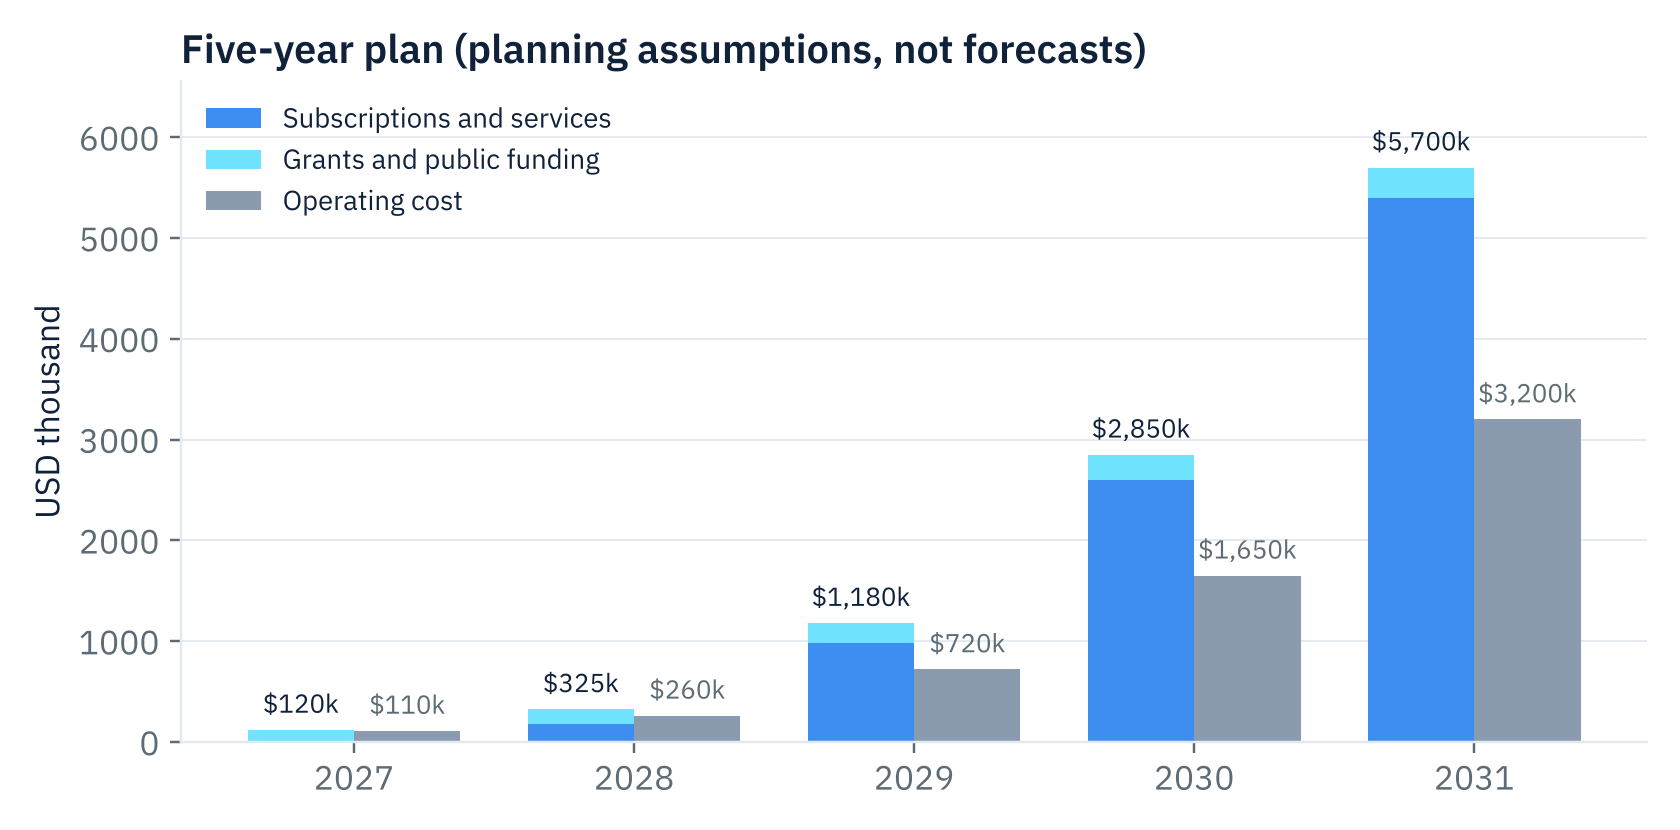 Five-year plan (planning assumptions, not forecasts)
Subscriptions and services
Grants and public funding
Operating cost
USD thousand
6000
5000
4000
3000
2000
1000
0
$120k
$110k
$325k
$260k
$1,180k
$720k
$2,850k
$1,650k
$5,700k
$3,200k
2027
2028
2029
2030
2031